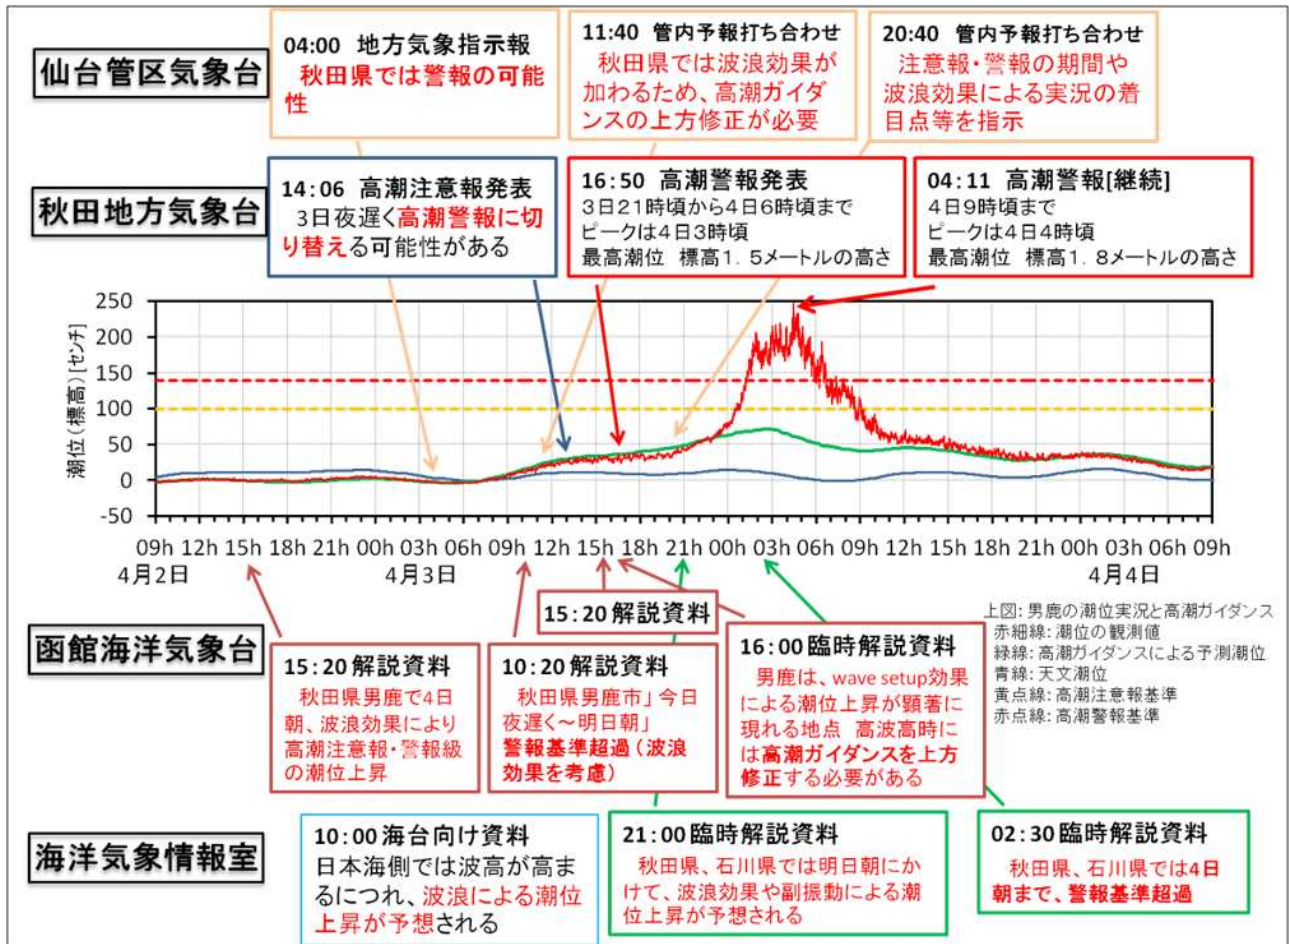 仙台管区気象台
04:00 地方気象指示報
秋田県では警報の可能
性
11:40 管内予報打ち合わせ
秋田県では波浪効果が
加わるため、高潮ガイダ
ンスの上方修正が必要
20:40 管内予報打ち合わせ
注意報・警報の期間や
波浪効果による実況の着
目点等を指示
秋田地方気象台
14:06 高潮注意報発表
3日夜遅く高潮警報に切
り替える可能性がある
16:50 高潮警報発表
3日21時頃から4日6時頃まで
ピークは4日3時頃
最高潮位 標高1.5メートルの高さ
04:11 高潮警報[継続]
4日9時頃まで
ピークは4日4時頃
最高潮位 標高1.8メートルの高さ
潮位(標高)[センチ]
250
200
150
100
50
0
-50
09h 12h 15h 18h 21h 00h 03h 06h 09h 12h 15h 18h 21h 00h 03h 06h 09h 12h 15h 18h 21h 00h 03h 06h 09h
4月2日 4月3日 4月4日
函館海洋気象台
15:20 解説資料
秋田県男鹿で4日
朝、波浪効果により
高潮注意報・警報級
の潮位上昇
10:20 解説資料
秋田県男鹿市」今日
夜遅く~明日朝」
警報基準超過(波浪
効果を考慮)
15:20 解説資料
16:00 臨時解説資料
男鹿は、wave setup効果
による潮位上昇が顕著に
現れる地点 高波高時に
は高潮ガイダンスを上方
修正する必要がある
上図:男鹿の潮位実況と高潮ガイダンス
赤細線:潮位の観測値
緑線:高潮ガイダンスによる予測潮位
青線:天文潮位
黄点線:高潮注意報基準
赤点線:高潮警報基準
海洋気象情報室
10:00 海台向け資料
日本海側では波高が高ま
るにつれ、波浪による潮位
上昇が予想される
21:00 臨時解説資料
秋田県、石川県では明日朝にか
けて、波浪効果や副振動による潮
位上昇が予想される
02:30 臨時解説資料
秋田県、石川県では4日
朝まで、警報基準超過